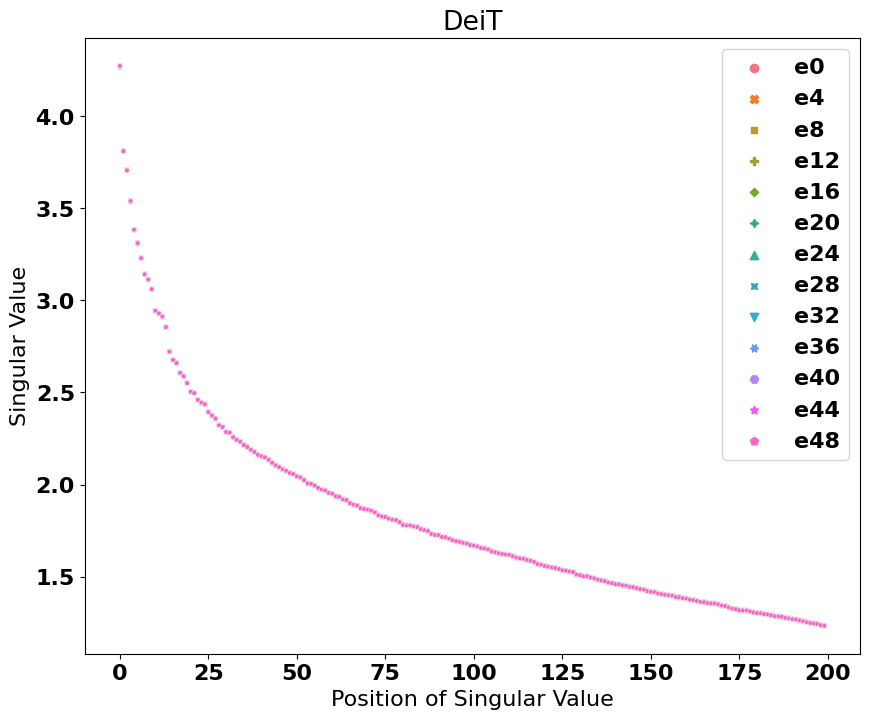 DeiT
e0
e4
e8
e12
e16
e20
e24
e28
e32
e36
e40
e44
e48
Singular Value
4.0
3.5
3.0
2.5
2.0
1.5
0 25 50 75 100 125 150 175 200
Position of Singular Value